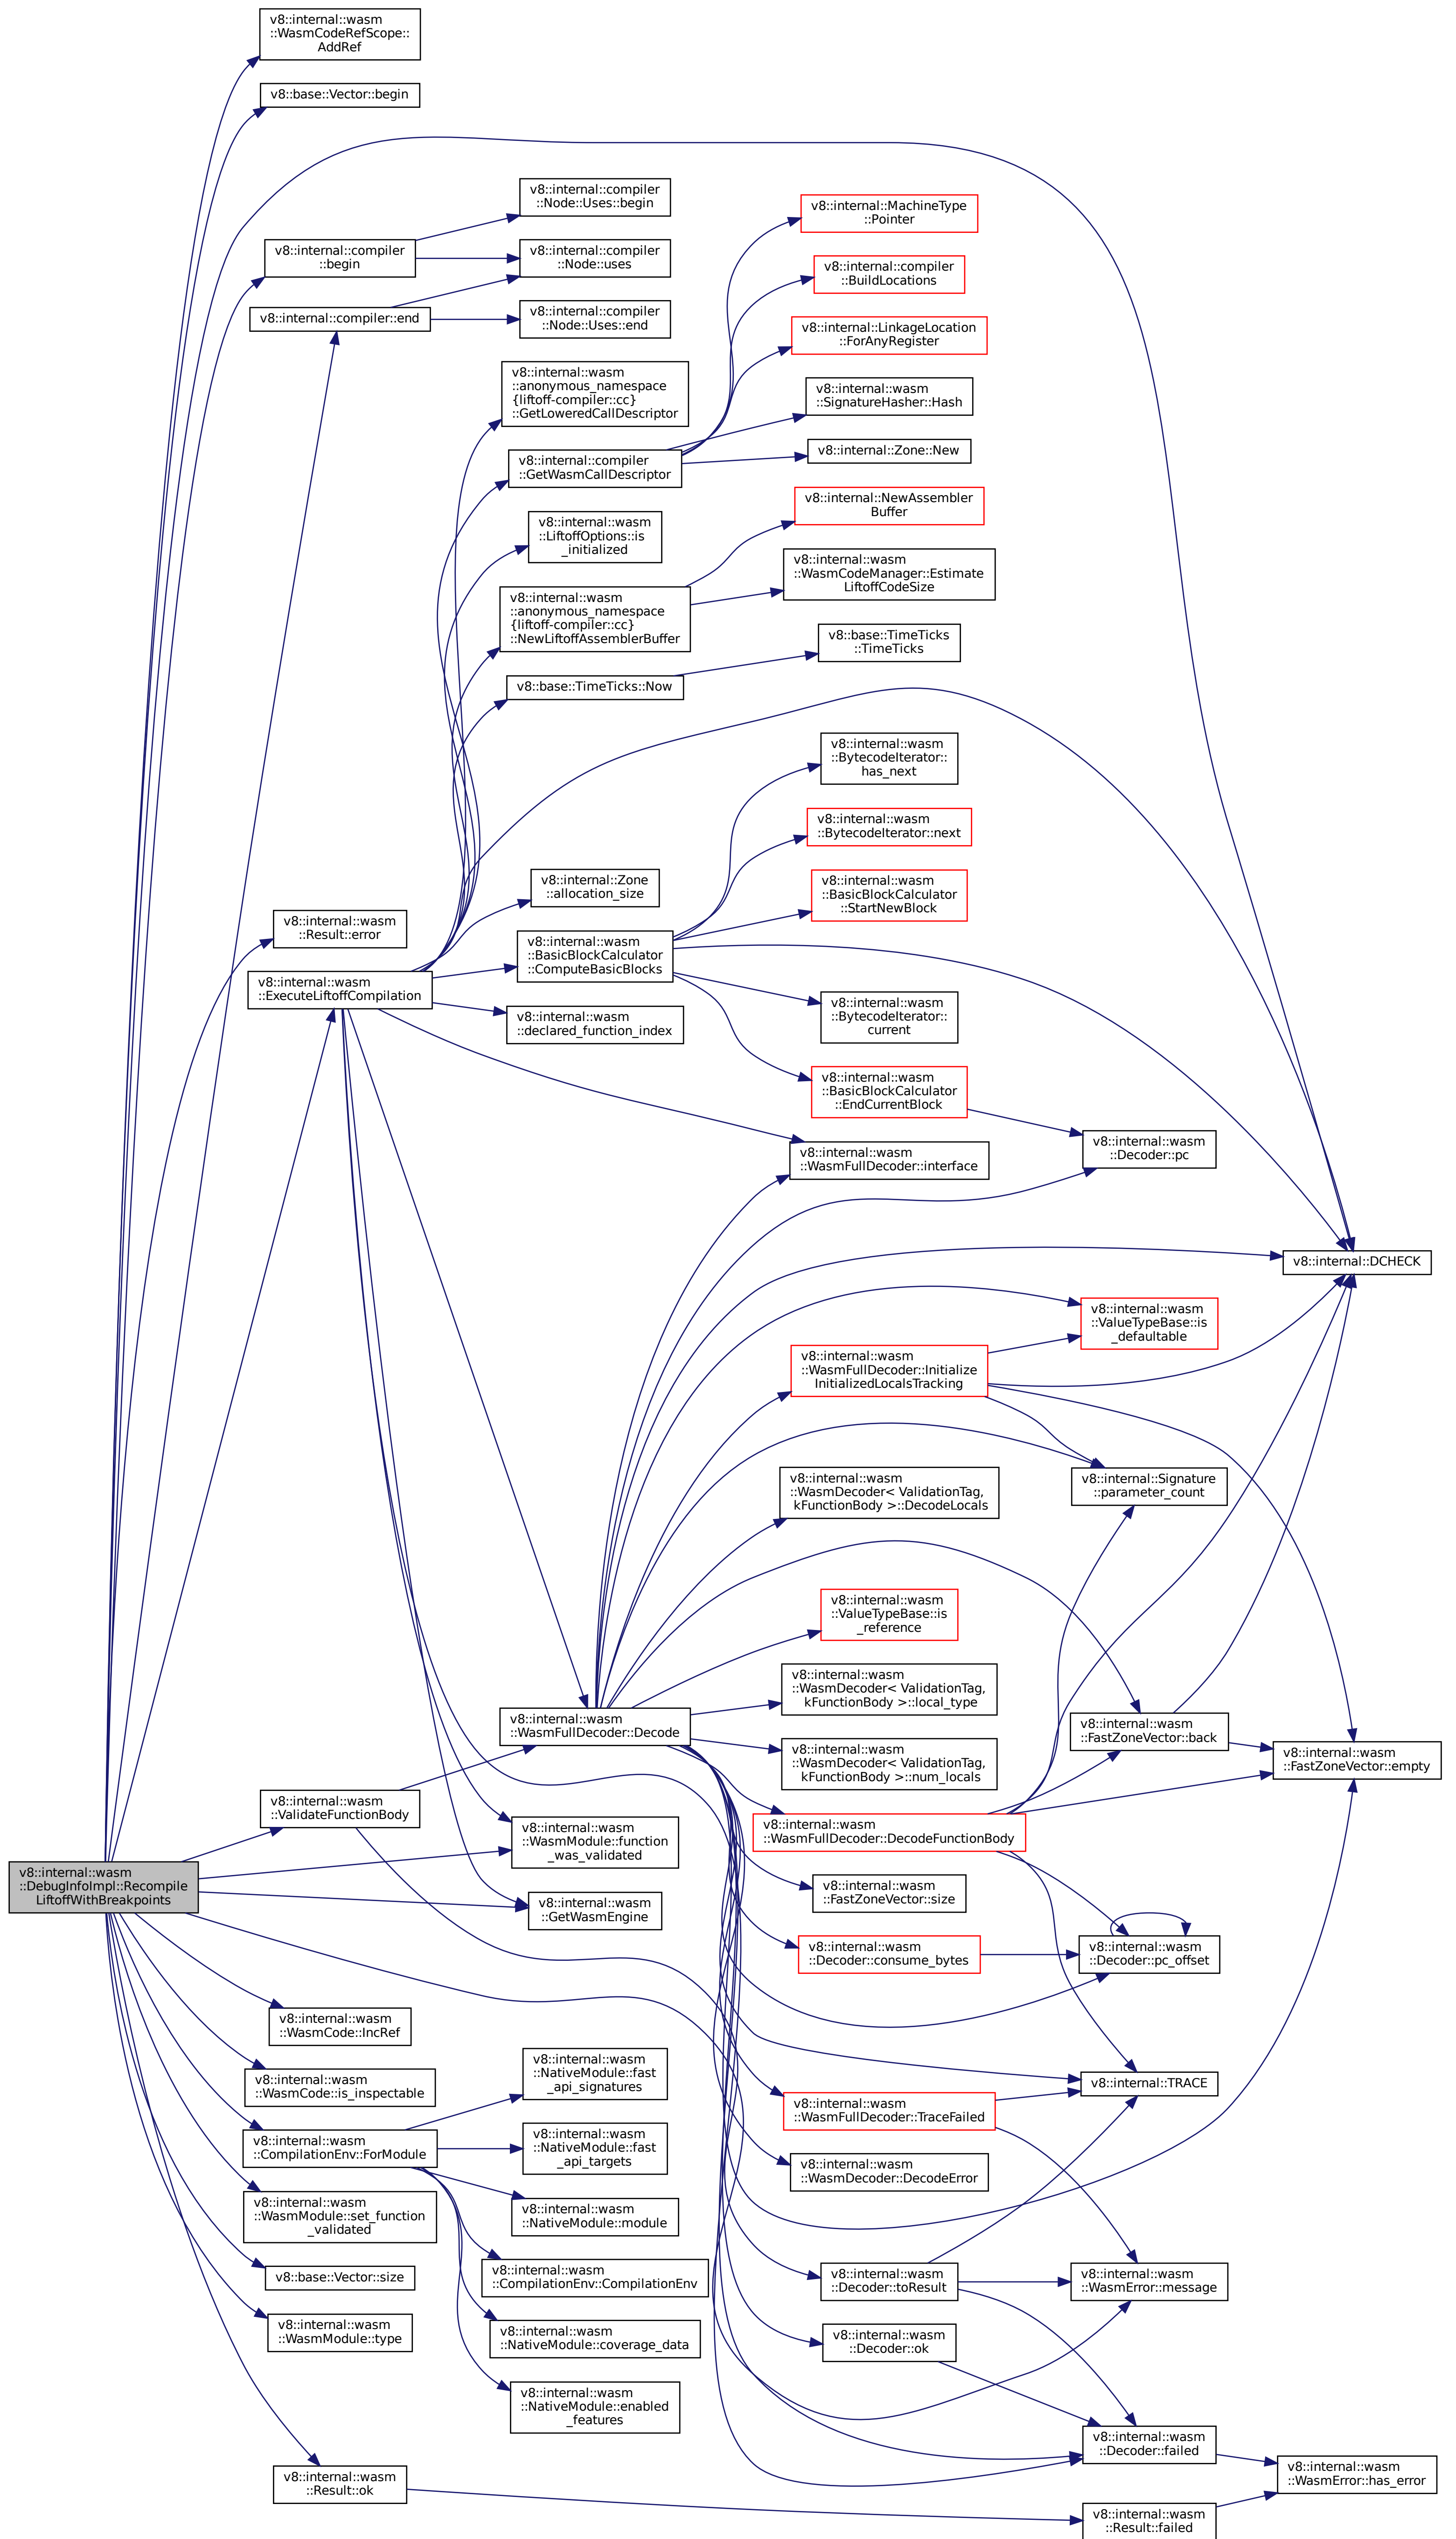 v8::internal::wasm
::WasmCodeRefScope::
AddRef
v8::base::Vector::begin
v8::internal::compiler
::Node::Uses::begin
v8::internal::MachineType
::Pointer
v8::internal::compiler
::begin
v8::internal::compiler
::Node::uses
v8::internal::compiler
::BuildLocations
v8::internal::compiler::end
v8::internal::compiler
::Node::Uses::end
v8::internal::LinkageLocation
::ForAnyRegister
v8::internal::wasm
::anonymous_namespace
{liftoff-compiler::cc}
::GetLoweredCallDescriptor
v8::internal::wasm
::SignatureHasher::Hash
v8::internal::compiler
::GetWasmCallDescriptor
v8::internal::Zone::New
v8::internal::wasm
::LiftoffOptions::is
_initialized
v8::internal::NewAssembler
Buffer
v8::internal::wasm
::WasmCodeManager::Estimate
LiftoffCodeSize
v8::internal::wasm
::anonymous_namespace
{liftoff-compiler::cc}
::NewLiftoffAssemblerBuffer
v8::base::TimeTicks
::TimeTicks
v8::base::TimeTicks::Now
v8::internal::wasm
::BytecodeIterator::
has_next
v8::internal::wasm
::BytecodeIterator::next
v8::internal::Zone
::allocation_size
v8::internal::wasm
::BasicBlockCalculator
::StartNewBlock
v8::internal::wasm
::Result::error
v8::internal::wasm
::BasicBlockCalculator
::ComputeBasicBlocks
v8::internal::wasm
::ExecuteLiftoffCompilation
v8::internal::wasm
::BytecodeIterator::
current
v8::internal::wasm
::declared_function_index
v8::internal::wasm
::BasicBlockCalculator
::EndCurrentBlock
v8::internal::wasm
::Decoder::pc
v8::internal::wasm
::WasmFullDecoder::interface
v8::internal::DCHECK
v8::internal::wasm
::ValueTypeBase::is
_defaultable
v8::internal::wasm
::WasmFullDecoder::Initialize
InitializedLocalsTracking
v8::internal::Signature
::parameter_count
v8::internal::wasm
::WasmDecoder< ValidationTag,
kFunctionBody >::DecodeLocals
v8::internal::wasm
::ValueTypeBase::is
_reference
v8::internal::wasm
::WasmDecoder< ValidationTag,
kFunctionBody >::local_type
v8::internal::wasm
::WasmFullDecoder::Decode
v8::internal::wasm
::FastZoneVector::back
v8::internal::wasm
::FastZoneVector::empty
v8::internal::wasm
::WasmDecoder< ValidationTag,
kFunctionBody >::num_locals
v8::internal::wasm
::ValidateFunctionBody
v8::internal::wasm
::WasmFullDecoder::DecodeFunctionBody
v8::internal::wasm
::WasmModule::function
_was_validated
v8::internal::wasm
::DebugInfoImpl::Recompile
LiftoffWithBreakpoints
v8::internal::wasm
::FastZoneVector::size
v8::internal::wasm
::GetWasmEngine
v8::internal::wasm
::Decoder::consume_bytes
v8::internal::wasm
::Decoder::pc_offset
v8::internal::wasm
::WasmCode::IncRef
v8::internal::wasm
::NativeModule::fast
_api_signatures
v8::internal::wasm
::WasmCode::is_inspectable
v8::internal::TRACE
v8::internal::wasm
::WasmFullDecoder::TraceFailed
v8::internal::wasm
::CompilationEnv::ForModule
v8::internal::wasm
::NativeModule::fast
_api_targets
v8::internal::wasm
::WasmDecoder::DecodeError
v8::internal::wasm
::WasmModule::set_function
_validated
v8::internal::wasm
::NativeModule::module
v8::base::Vector::size
v8::internal::wasm
::CompilationEnv::CompilationEnv
v8::internal::wasm
::Decoder::toResult
v8::internal::wasm
::WasmError::message
v8::internal::wasm
::WasmModule::type
v8::internal::wasm
::NativeModule::coverage_data
v8::internal::wasm
::Decoder::ok
v8::internal::wasm
::NativeModule::enabled
_features
v8::internal::wasm
::Decoder::failed
v8::internal::wasm
::WasmError::has_error
v8::internal::wasm
::Result::ok
v8::internal::wasm
::Result::failed